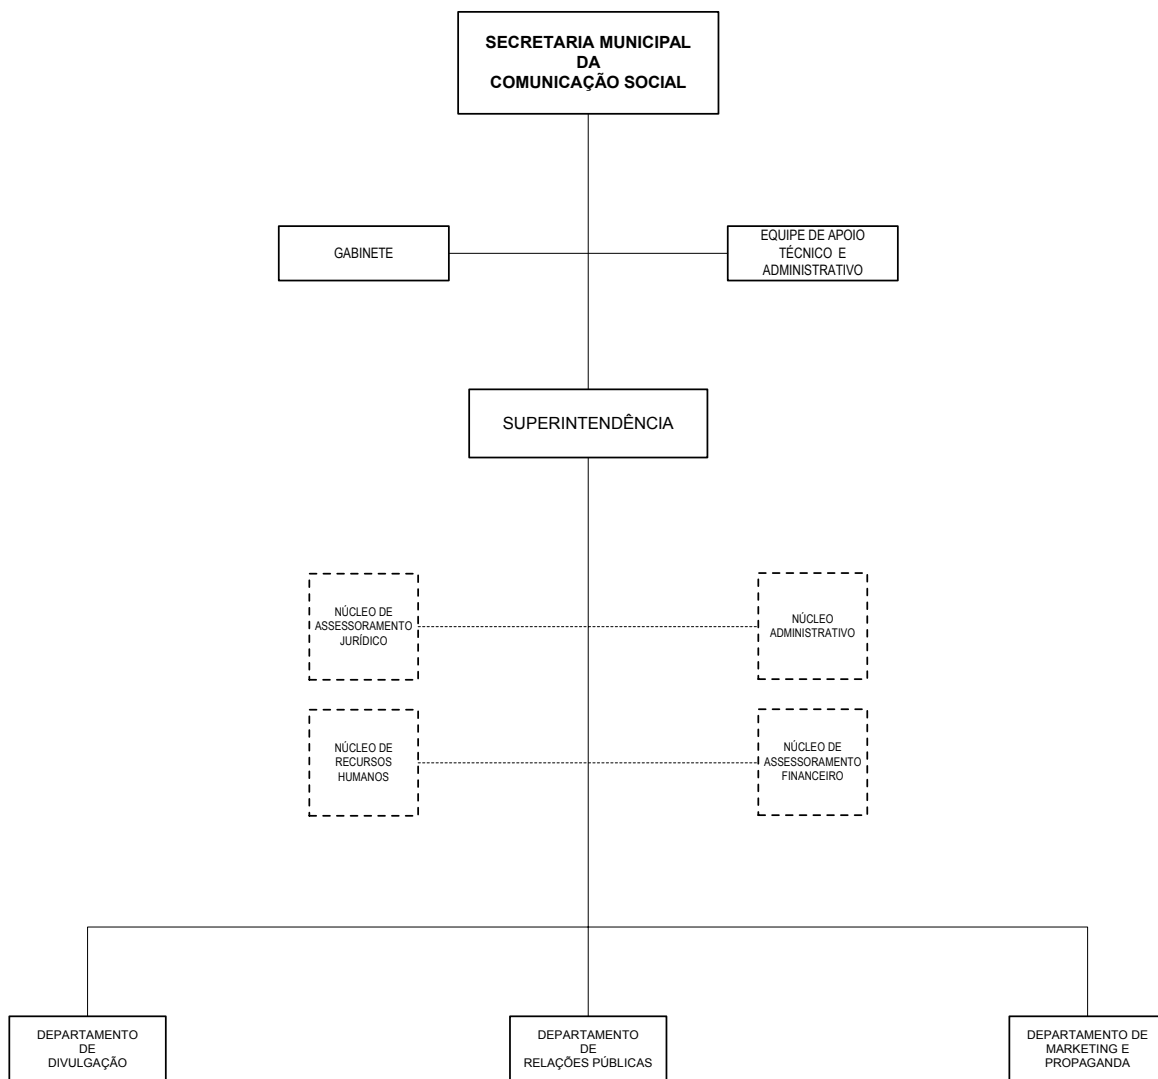 SECRETARIA MUNICIPAL
DA
COMUNICAÇÃO SOCIAL
GABINETE
EQUIPE DE APOIO
TÉCNICO E
ADMINISTRATIVO
SUPERINTENDÊNCIA
NÚCLEO DE
ASSESSORAMENTO
JURÍDICO
NÚCLEO
ADMINISTRATIVO
NÚCLEO DE
RECURSOS
HUMANOS
NÚCLEO DE
ASSESSORAMENTO
FINANCEIRO
DEPARTAMENTO
DE
DIVULGAÇÃO
DEPARTAMENTO
DE
RELAÇÕES PÚBLICAS
DEPARTAMENTO DE
MARKETING E
PROPAGANDA